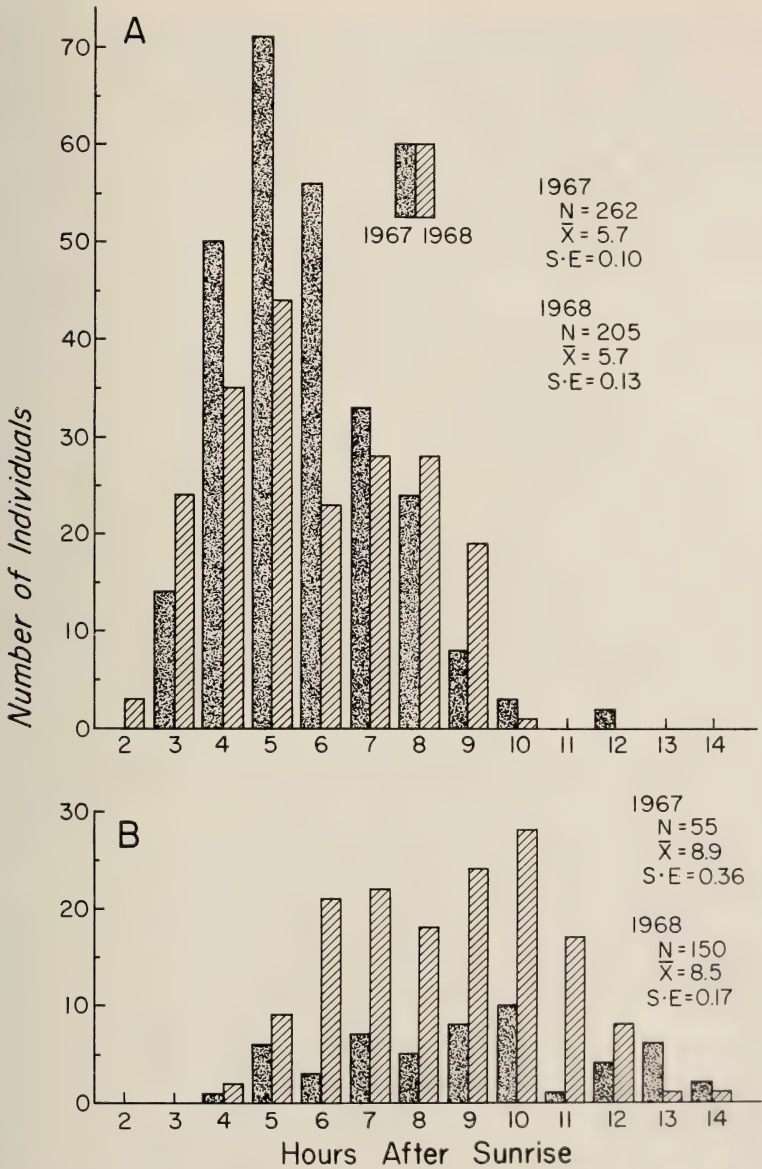 A
70
60
50
40
30
20
10
0
Number of Individuals
1967 1968
1967
N = 262
X̄ = 5.7
S·E = 0.10
1968
N = 205
X̄ = 5.7
S·E = 0.13
2 3 4 5 6 7 8 9 10 11 12 13 14
B
30
20
10
0
1967
N = 55
X̄ = 8.9
S·E = 0.36
1968
N = 150
X̄ = 8.5
S·E = 0.17
2 3 4 5 6 7 8 9 10 11 12 13 14
Hours After Sunrise